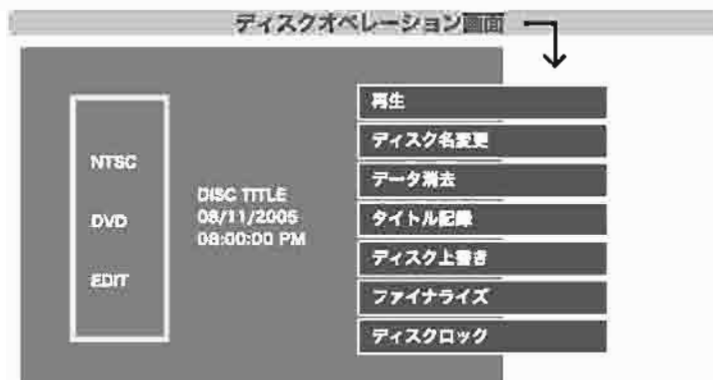 ディスクオペレーション画面
NTSC
DVD
EDIT
DISC TITLE
08/11/2005
08:00:00 PM
再生
ディスク名変更
データ消去
タイトル記録
ディスク上書き
ファイナライズ
ディスクロック